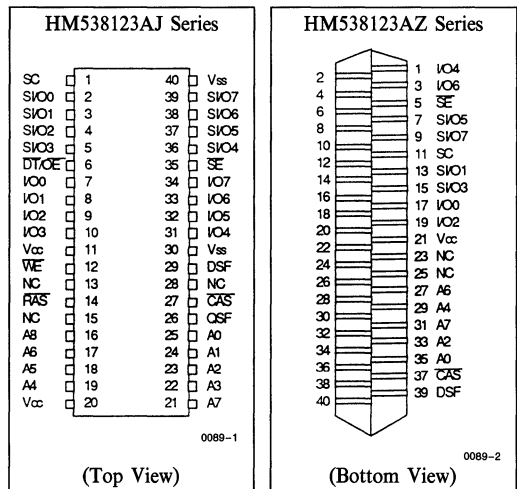 HM538123AJ Series
SC 1 40 Vss
SI/O0 2 39 SI/O7
SI/O1 3 38 SI/O6
SI/O2 4 37 SI/O5
SI/O3 5 36 SI/O4
DT/OE 6 35 SE
I/O0 7 34 I/O7
I/O1 8 33 I/O6
I/O2 9 32 I/O5
I/O3 10 31 I/O4
Vcc 11 30 Vss
WE 12 29 DSF
NC 13 28 NC
RAS 14 27 CAS
NC 15 26 QSF
A8 16 25 A0
A6 17 24 A1
A5 18 23 A2
A4 19 22 A3
Vcc 20 21 A7
0089-1
(Top View)
HM538123AZ Series
1 I/O4
2
3 I/O6
4
5 SE
6
7 SI/O5
8
9 SI/O7
10
11 SC
12
13 SI/O1
14
15 SI/O3
16
17 I/O0
18
19 I/O2
20
21 Vcc
22
23 NC
24
25 NC
26
27 A6
28
29 A4
30
31 A7
32
33 A2
34
35 A0
36
37 CAS
38
39 DSF
40
0089-2
(Bottom View)